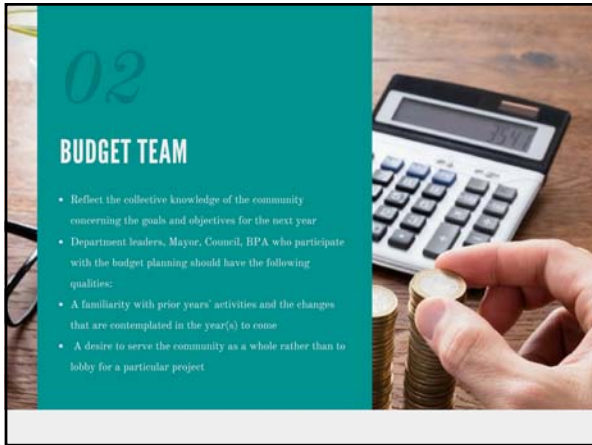 02
BUDGET TEAM
• Reflect the collective knowledge of the community
concerning the goals and objectives for the next year
• Department leaders, Mayor, Council, BPA who participate
with the budget planning should have the following
qualities:
• A familiarity with prior years' activities and the changes
that are contemplated in the year(s) to come
• A desire to serve the community as a whole rather than to
lobby for a particular project